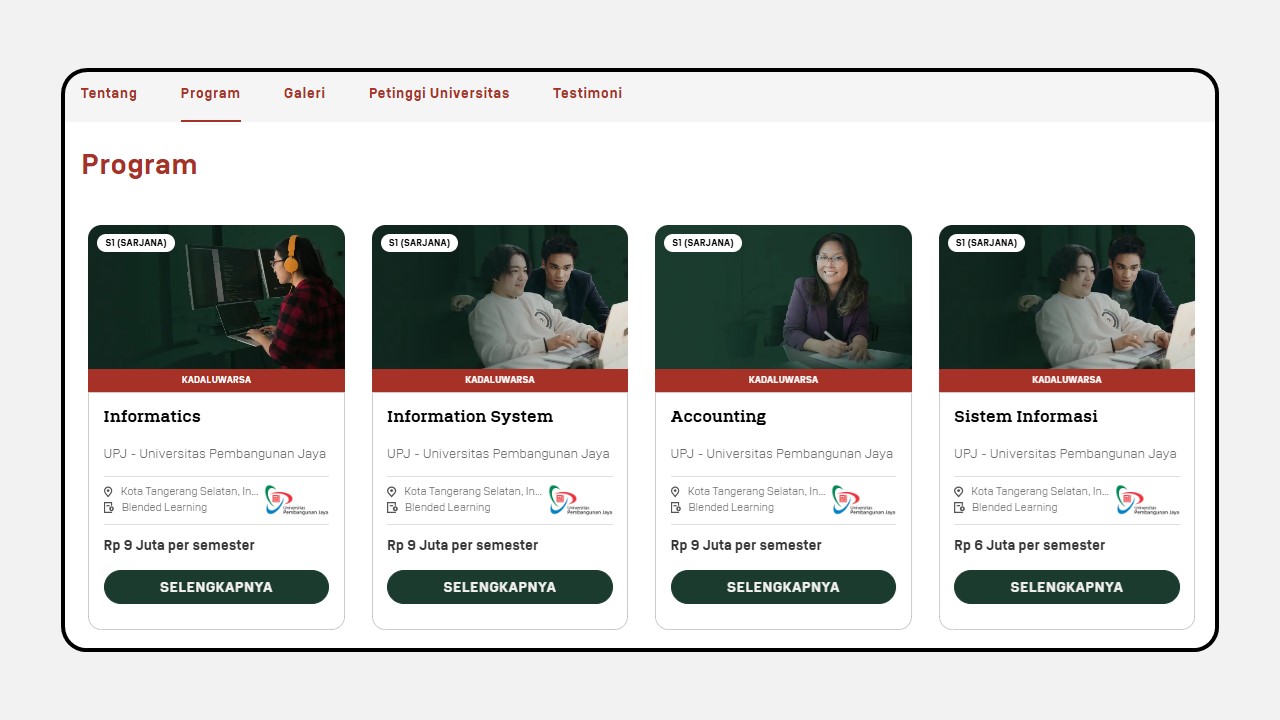 Tentang Program Galeri Petinggi Universitas Testimoni
Program
S1 (SARJANA)
KADALUWARSA
Informatics
UPJ - Universitas Pembangunan Jaya
Kota Tangerang Selatan, In...
Blended Learning
Universitas
Pembangunan Jaya
Rp 9 Juta per semester
SELENGKAPNYA
S1 (SARJANA)
KADALUWARSA
Information System
UPJ - Universitas Pembangunan Jaya
Kota Tangerang Selatan, In...
Blended Learning
Universitas
Pembangunan Jaya
Rp 9 Juta per semester
SELENGKAPNYA
S1 (SARJANA)
KADALUWARSA
Accounting
UPJ - Universitas Pembangunan Jaya
Kota Tangerang Selatan, In...
Blended Learning
Universitas
Pembangunan Jaya
Rp 9 Juta per semester
SELENGKAPNYA
S1 (SARJANA)
KADALUWARSA
Sistem Informasi
UPJ - Universitas Pembangunan Jaya
Kota Tangerang Selatan, In...
Blended Learning
Universitas
Pembangunan Jaya
Rp 6 Juta per semester
SELENGKAPNYA